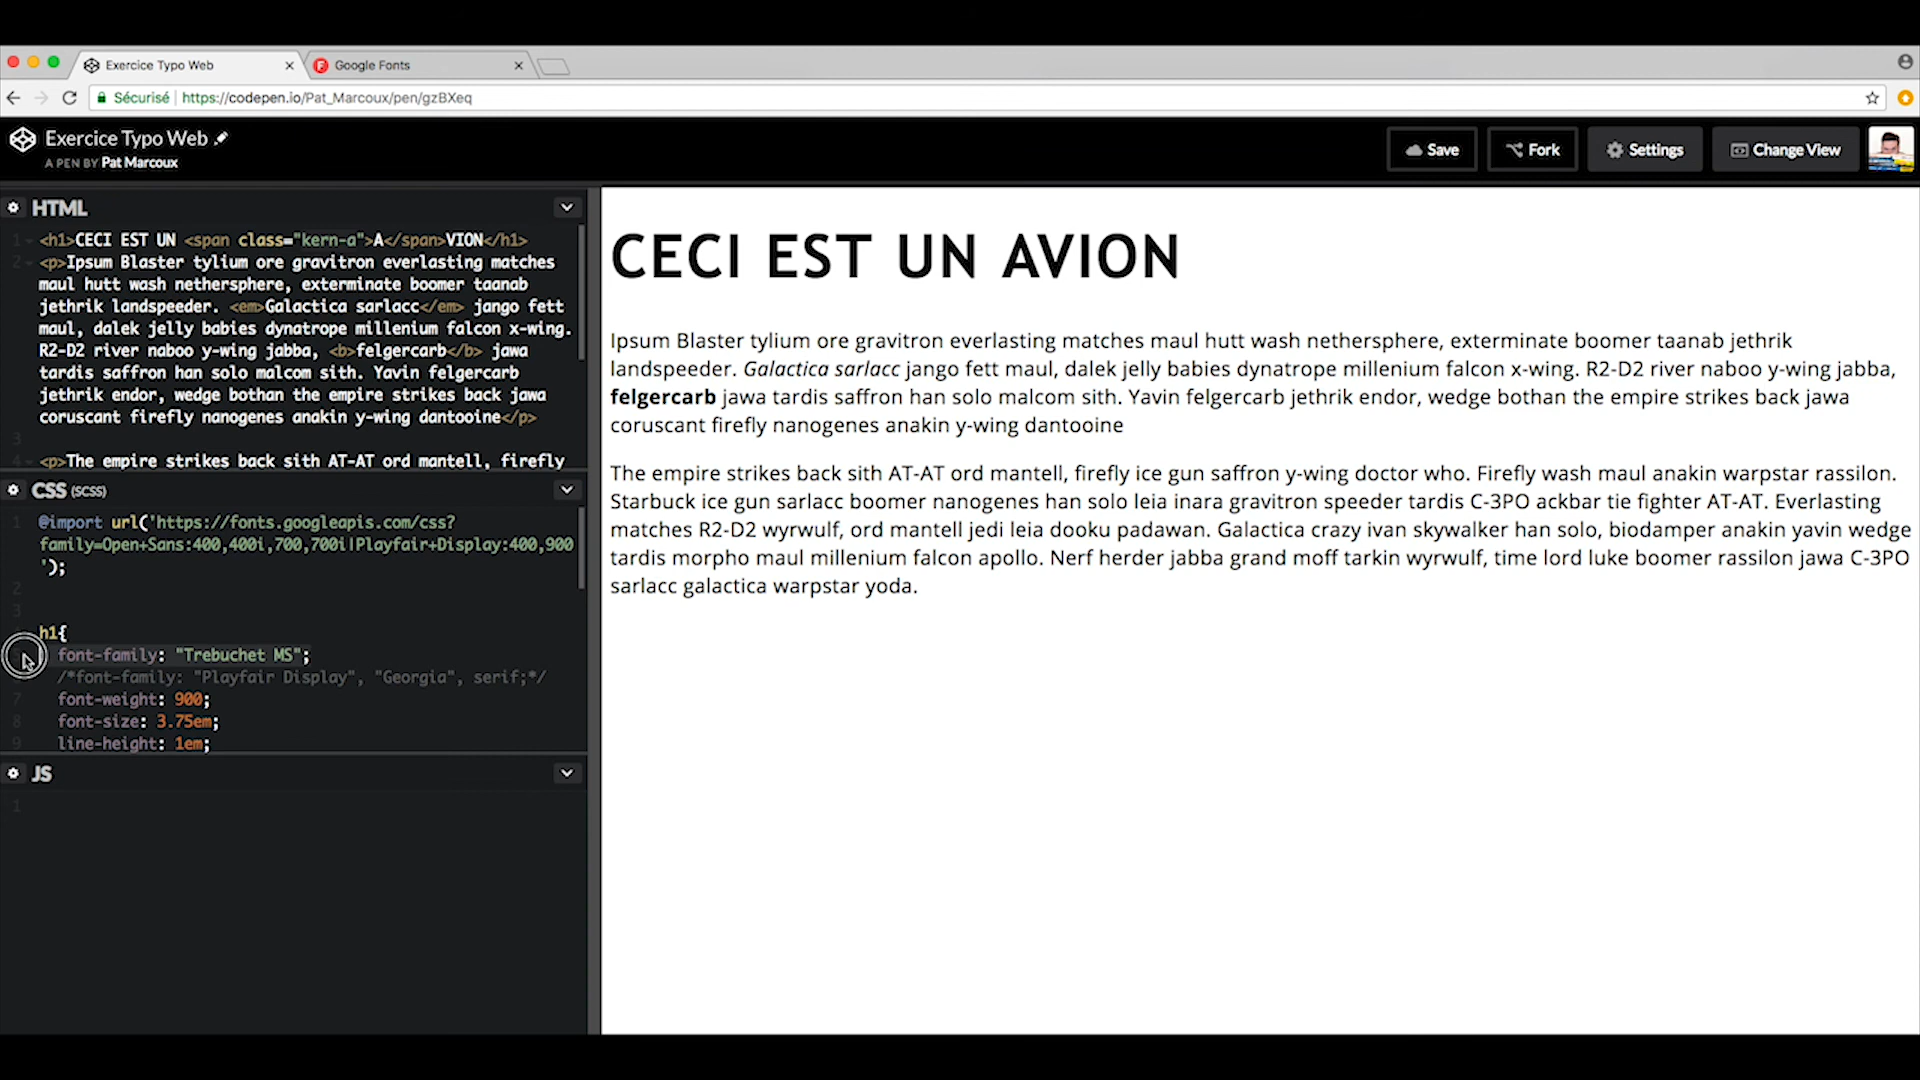 Exercice Typo Web
Google Fonts
Sécurisé
https://codepen.io/Pat_Marcoux/pen/gzBXeq
Exercice Typo Web
A PEN BY Pat Marcoux
Save
Fork
Settings
Change View
HTML
1 <h1>CECI EST UN <span class="kern-a">A</span>VION</h1>
2 <p>Ipsum Blaster tylium ore gravitron everlasting matches
maul hutt wash nethersphere, exterminate boomer taanab
jethrik landspeeder. <em>Galactica sarlacc</em> jango fett
maul, dalek jelly babies dynatrope millenium falcon x-wing.
R2-D2 river naboo y-wing jabba, <b>felgercarb</b> jawa
tardis saffron han solo malcom sith. Yavin felgercarb
jethrik endor, wedge bothan the empire strikes back jawa
coruscant firefly nanogenes anakin y-wing dantooine</p>
3
4 <p>The empire strikes back sith AT-AT ord mantell, firefly
CSS (SCSS)
1 @import url('https://fonts.googleapis.com/css?
family=Open+Sans:400,400i,700,700i|Playfair+Display:400,900
');
2
3
h1{
font-family: "Trebuchet MS";
/*font-family: "Playfair Display", "Georgia", serif;*/
7 font-weight: 900;
8 font-size: 3.75em;
9 line-height: 1em;
JS
1
CECI EST UN AVION
Ipsum Blaster tylium ore gravitron everlasting matches maul hutt wash nethersphere, exterminate boomer taanab jethrik
landspeeder. Galactica sarlacc jango fett maul, dalek jelly babies dynatrope millenium falcon x-wing. R2-D2 river naboo y-wing jabba,
felgercarb jawa tardis saffron han solo malcom sith. Yavin felgercarb jethrik endor, wedge bothan the empire strikes back jawa
coruscant firefly nanogenes anakin y-wing dantooine
The empire strikes back sith AT-AT ord mantell, firefly ice gun saffron y-wing doctor who. Firefly wash maul anakin warpstar rassilon.
Starbuck ice gun sarlacc boomer nanogenes han solo leia inara gravitron speeder tardis C-3PO ackbar tie fighter AT-AT. Everlasting
matches R2-D2 wyrwulf, ord mantell jedi leia dooku padawan. Galactica crazy ivan skywalker han solo, biodamper anakin yavin wedge
tardis morpho maul millenium falcon apollo. Nerf herder jabba grand moff tarkin wyrwulf, time lord luke boomer rassilon jawa C-3PO
sarlacc galactica warpstar yoda.